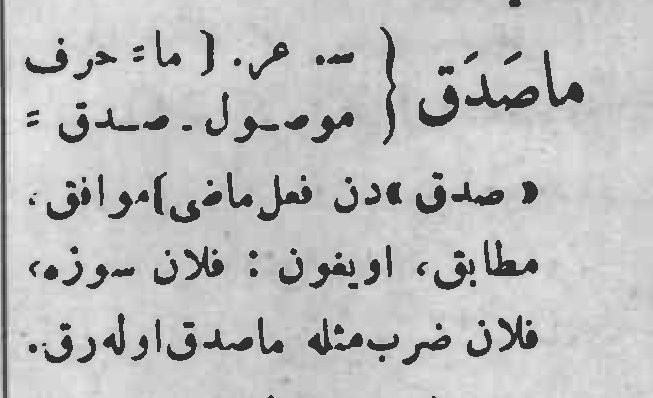 ماصَدَق { س. عر. [ ما = حرف
موصـول ـ صـدق =
« صدق »دن فعل ماضی] موافق،
مطابق، اویغون : فلان سوزه،
فلان ضرب مثله ماصدق اوله رق.